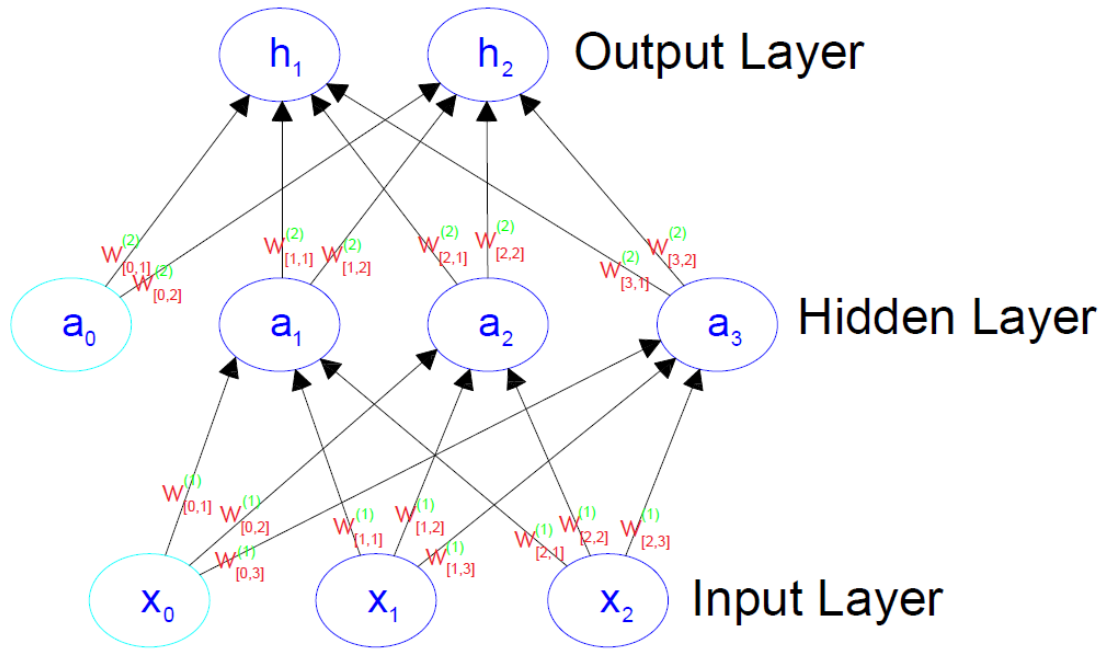 h₁ h₂ Output Layer
W[0,1]⁽²⁾ W[0,2]⁽²⁾ W[1,1]⁽²⁾ W[1,2]⁽²⁾ W[2,1]⁽²⁾ W[2,2]⁽²⁾ W[3,1]⁽²⁾ W[3,2]⁽²⁾
a₀ a₁ a₂ a₃ Hidden Layer
W[0,1]⁽¹⁾ W[0,2]⁽¹⁾ W[0,3]⁽¹⁾ W[1,1]⁽¹⁾ W[1,2]⁽¹⁾ W[1,3]⁽¹⁾ W[2,1]⁽¹⁾ W[2,2]⁽¹⁾ W[2,3]⁽¹⁾
x₀ x₁ x₂ Input Layer